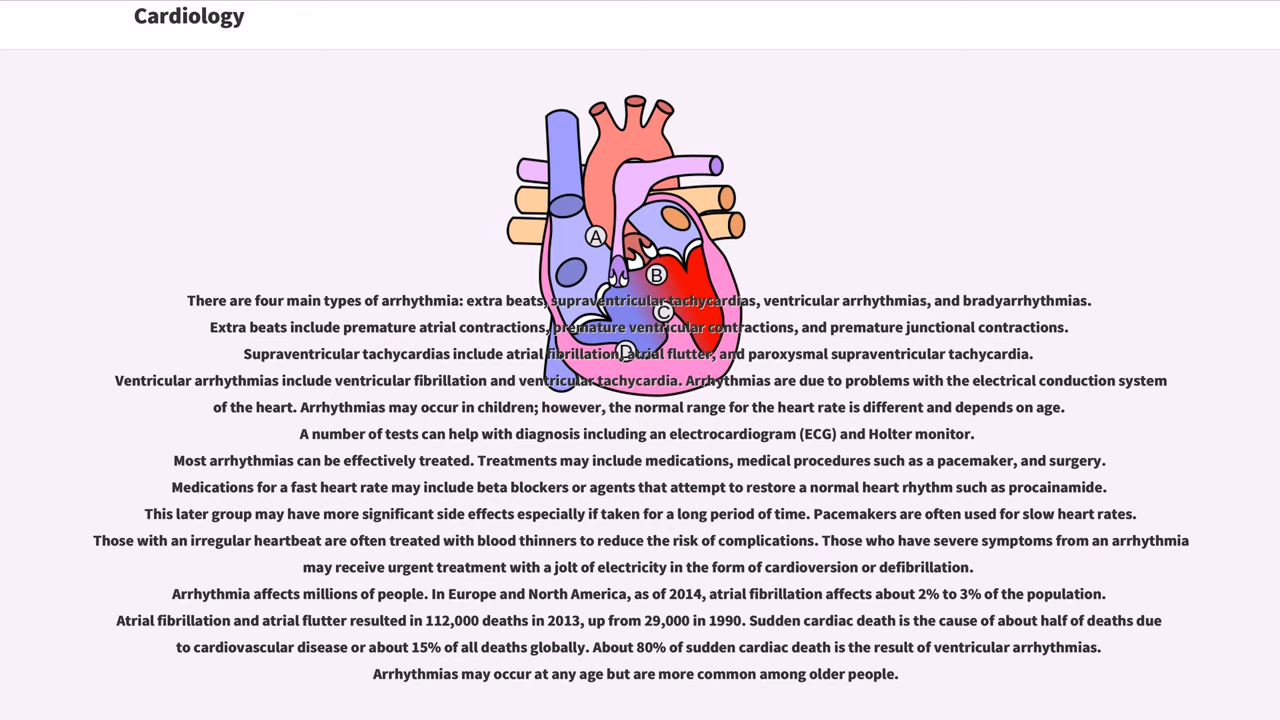 Cardiology
A
B
C
D
There are four main types of arrhythmia: extra beats, supraventricular tachycardias, ventricular arrhythmias, and bradyarrhythmias.
Extra beats include premature atrial contractions, premature ventricular contractions, and premature junctional contractions.
Supraventricular tachycardias include atrial fibrillation, atrial flutter, and paroxysmal supraventricular tachycardia.
Ventricular arrhythmias include ventricular fibrillation and ventricular tachycardia. Arrhythmias are due to problems with the electrical conduction system
of the heart. Arrhythmias may occur in children; however, the normal range for the heart rate is different and depends on age.
A number of tests can help with diagnosis including an electrocardiogram (ECG) and Holter monitor.
Most arrhythmias can be effectively treated. Treatments may include medications, medical procedures such as a pacemaker, and surgery.
Medications for a fast heart rate may include beta blockers or agents that attempt to restore a normal heart rhythm such as procainamide.
This later group may have more significant side effects especially if taken for a long period of time. Pacemakers are often used for slow heart rates.
Those with an irregular heartbeat are often treated with blood thinners to reduce the risk of complications. Those who have severe symptoms from an arrhythmia
may receive urgent treatment with a jolt of electricity in the form of cardioversion or defibrillation.
Arrhythmia affects millions of people. In Europe and North America, as of 2014, atrial fibrillation affects about 2% to 3% of the population.
Atrial fibrillation and atrial flutter resulted in 112,000 deaths in 2013, up from 29,000 in 1990. Sudden cardiac death is the cause of about half of deaths due
to cardiovascular disease or about 15% of all deaths globally. About 80% of sudden cardiac death is the result of ventricular arrhythmias.
Arrhythmias may occur at any age but are more common among older people.